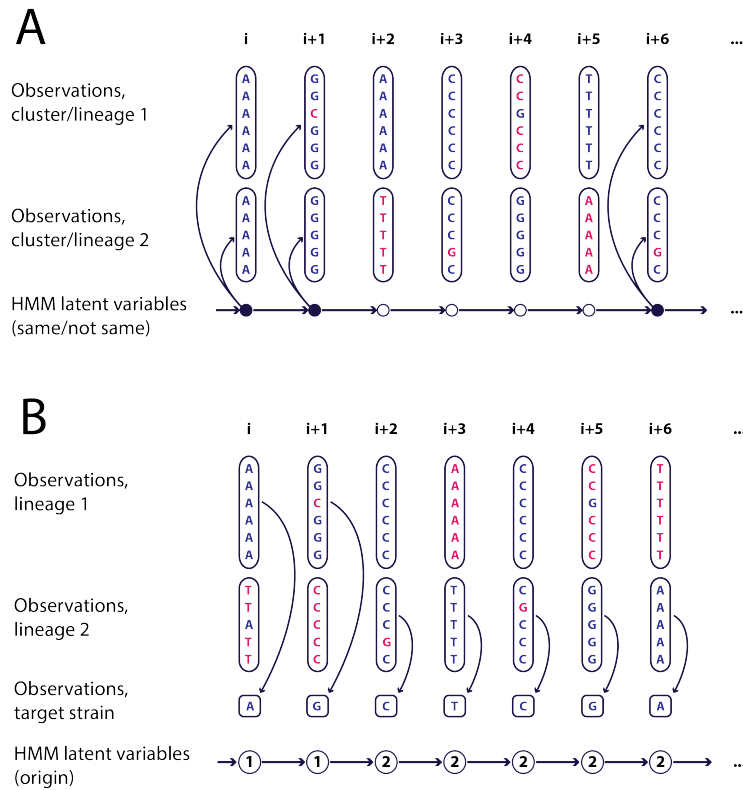 A
i i+1 i+2 i+3 i+4 i+5 i+6 ...
A G A C C T C
Observations,
A G A C C T C
A C A C G T C
cluster/lineage 1
A G A C C T C
A G A C C T C
A G A C C T C
A G T C G A C
Observations,
A G T C G A C
cluster/lineage 2
A G T C G A C
A G T G G A G
A G T C G A C
HMM latent variables
(same/not same)
...
B
i i+1 i+2 i+3 i+4 i+5 i+6 ...
A G C A C C T
Observations,
A G C A C C T
A C C A C G T
lineage 1
A G C A C C T
A G C A C C T
A G C A C C T
T C C T C G A
Observations,
T C C T G G A
lineage 2
A C C T C G A
T C G T C G A
T C C T C G A
Observations,
target strain
A G C T C G A
HMM latent variables
(origin)
1 1 2 2 2 2 2 ...